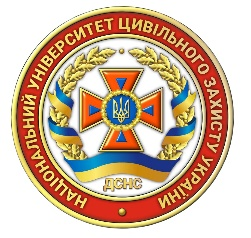 НАЦІОНАЛЬНИЙ УНІВЕРСИТЕТ ЦИВІЛЬНОГО ЗАХИСТУ УКРАЇНИ
ДСНС